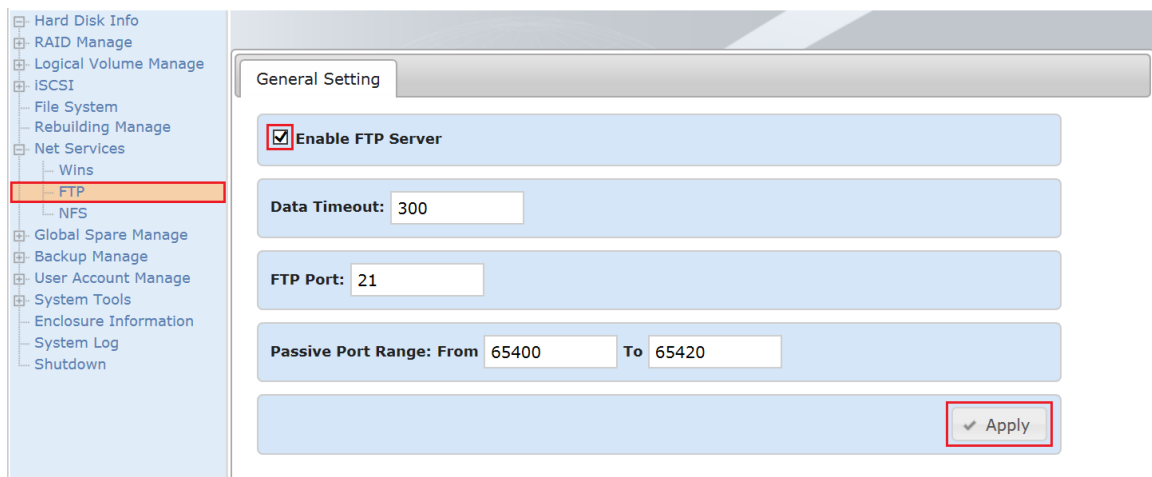 Hard Disk Info
RAID Manage
Logical Volume Manage
iSCSI
File System
Rebuilding Manage
Net Services
Wins
FTP
NFS
Global Spare Manage
Backup Manage
User Account Manage
System Tools
Enclosure Information
System Log
Shutdown
General Setting
Enable FTP Server
Data Timeout: 300
FTP Port: 21
Passive Port Range: From 65400 To 65420
Apply